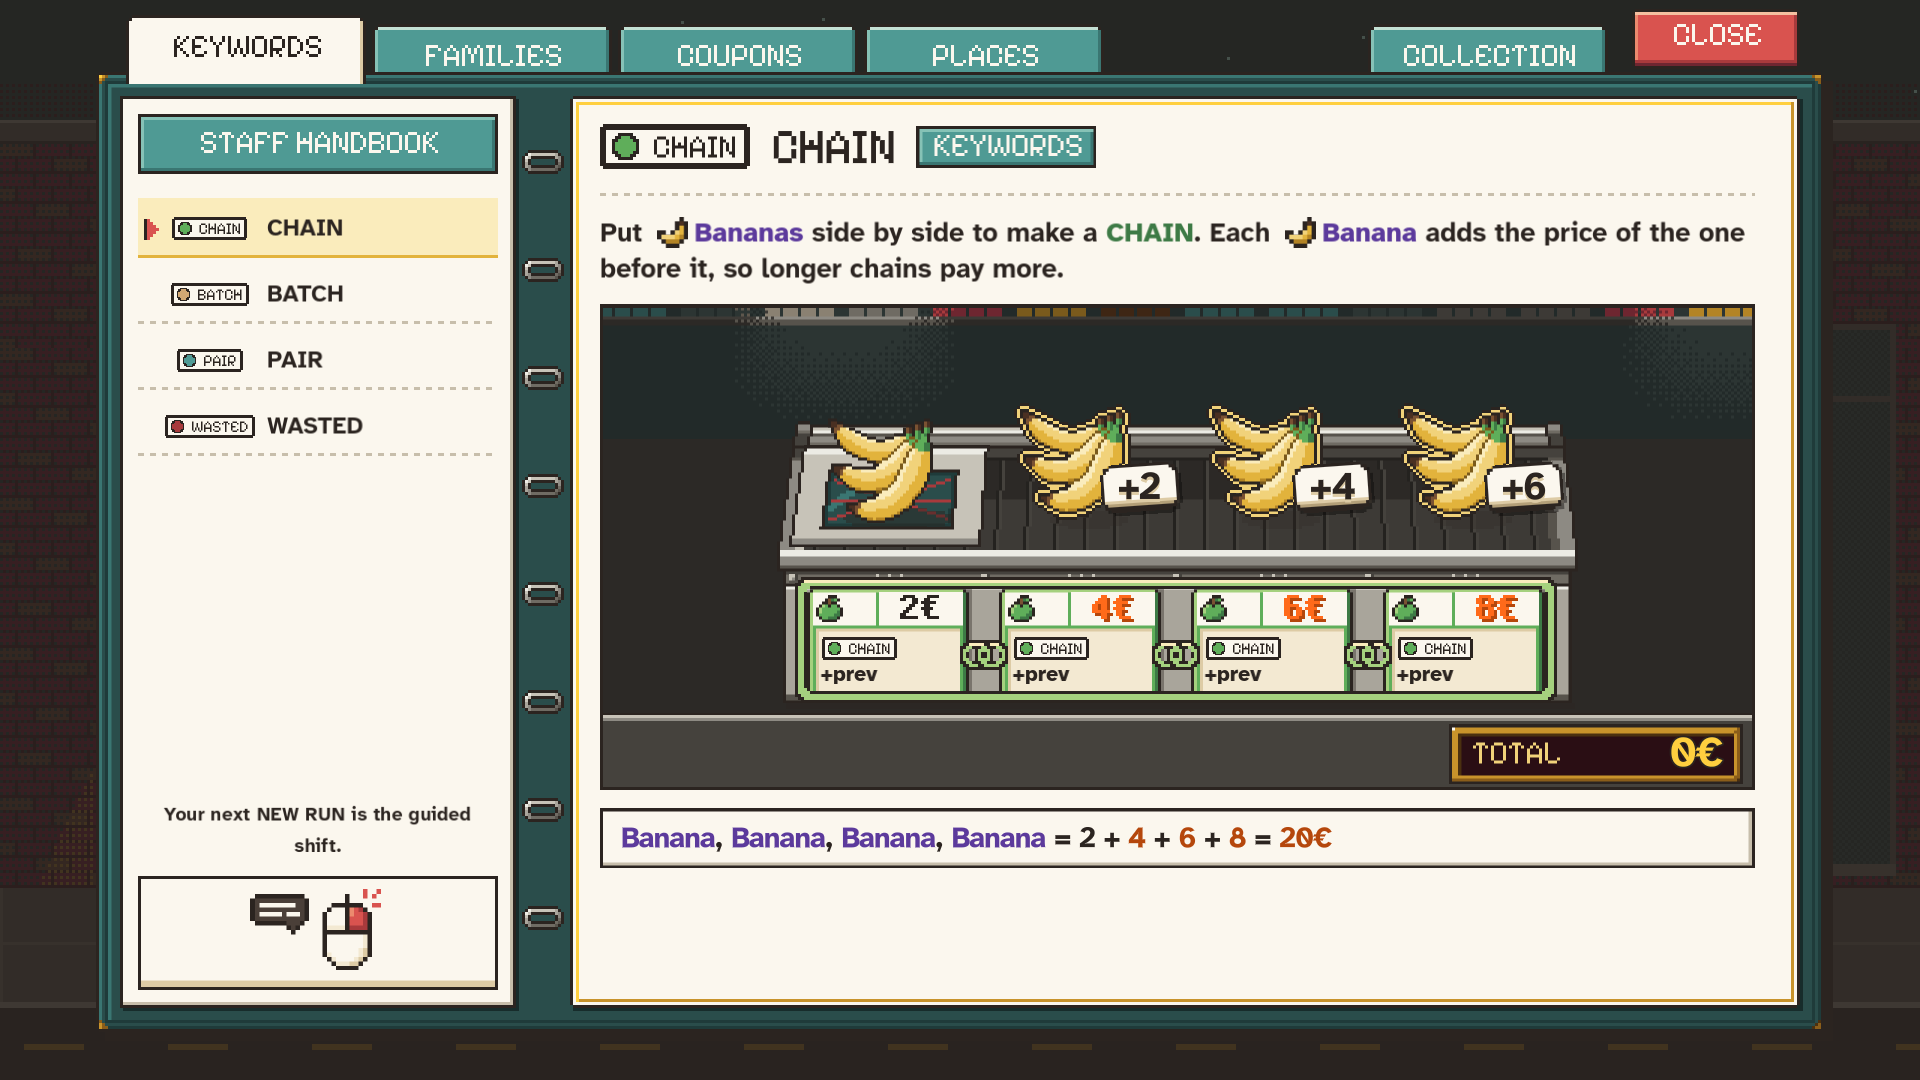 KEYWORDS
FAMILIES
COUPONS
PLACES
COLLECTION
CLOSE
STAFF HANDBOOK
CHAIN CHAIN
BATCH BATCH
PAIR PAIR
WASTED WASTED
Your next NEW RUN is the guided
shift.
CHAIN CHAIN KEYWORDS
Put Bananas side by side to make a CHAIN. Each Banana adds the price of the one
before it, so longer chains pay more.
+2 +4 +6
2€ 4€ 6€ 8€
CHAIN CHAIN CHAIN CHAIN
+prev +prev +prev +prev
TOTAL 0€
Banana, Banana, Banana, Banana = 2 + 4 + 6 + 8 = 20€